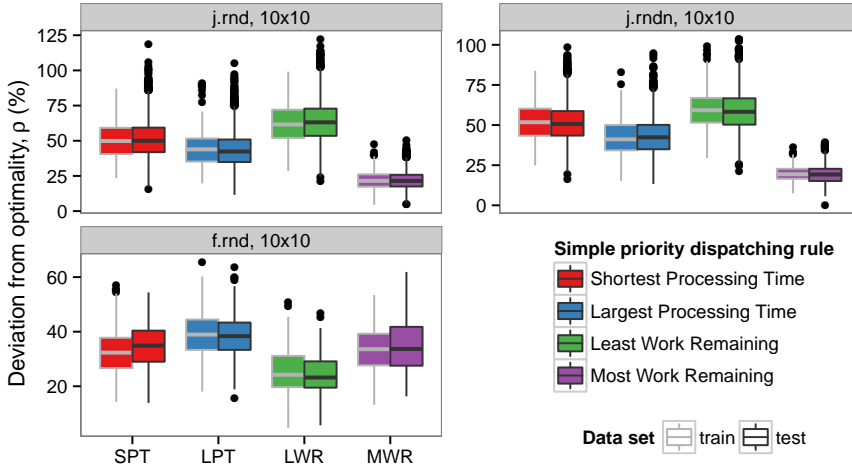 j.rnd, 10x10
j.rndn, 10x10
125
100
75
50
25
0
100
75
50
25
0
Deviation from optimality, ρ (%)
f.rnd, 10x10
60
40
20
SPT LPT LWR MWR
Simple priority dispatching rule
Shortest Processing Time
Largest Processing Time
Least Work Remaining
Most Work Remaining
Data set train test